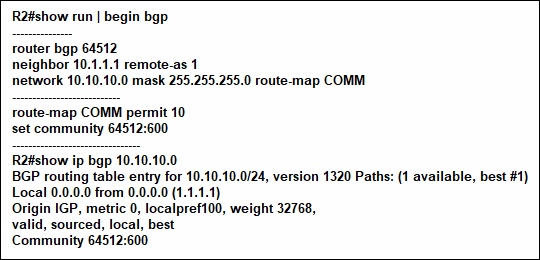 R2#show run | begin bgp
---------------
router bgp 64512
neighbor 10.1.1.1 remote-as 1
network 10.10.10.0 mask 255.255.255.0 route-map COMM
---------------------------
route-map COMM permit 10
set community 64512:600
--------------------------------
R2#show ip bgp 10.10.10.0
BGP routing table entry for 10.10.10.0/24, version 1320 Paths: (1 available, best #1)
Local 0.0.0.0 from 0.0.0.0 (1.1.1.1)
Origin IGP, metric 0, localpref100, weight 32768,
valid, sourced, local, best
Community 64512:600